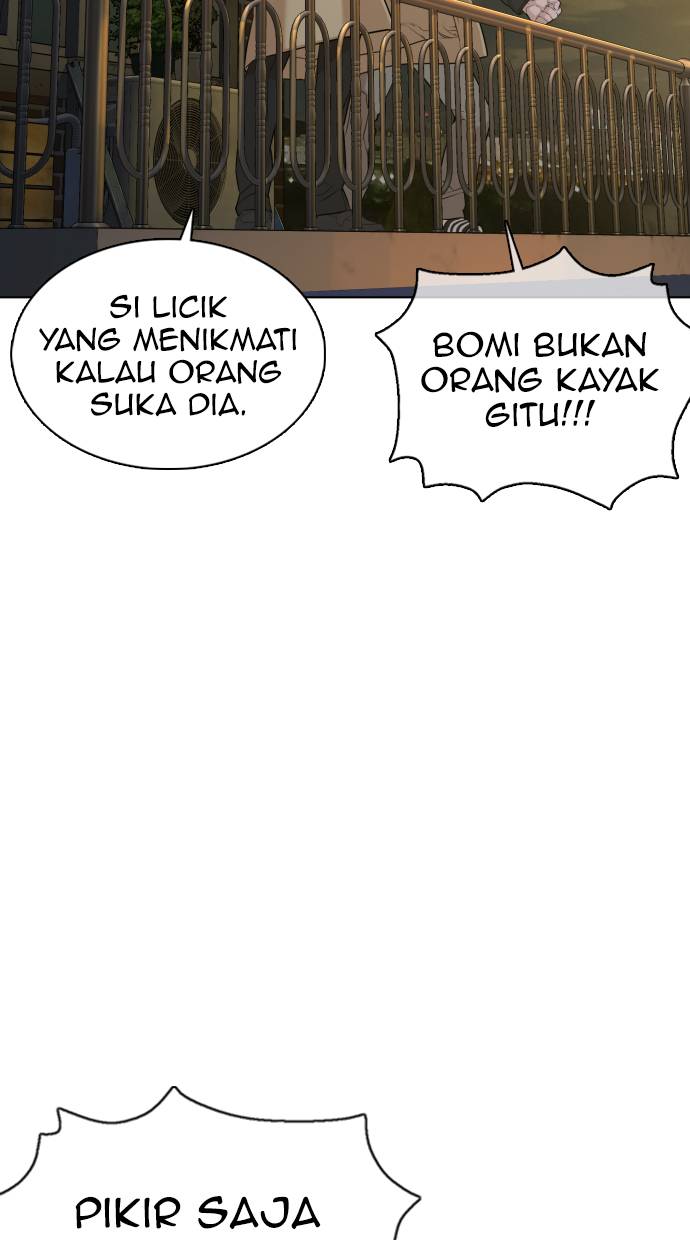 SI LICIK
YANG MENIKMATI
KALAU ORANG
SUKA DIA.
BOMI BUKAN
ORANG KAYAK
GITU!!!
PIKIR SAJA